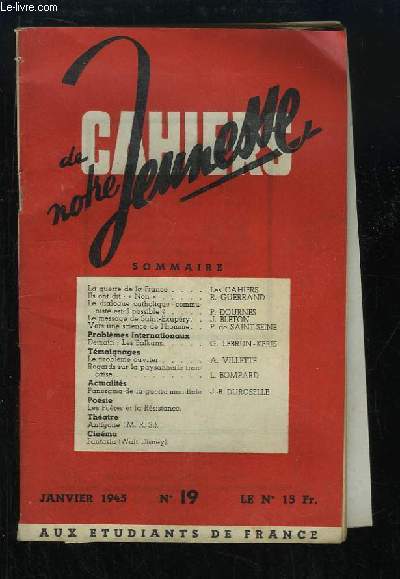 www.le-livre.com
CAHIERS
de notre Jeunesse
SOMMAIRE
La guerre de la France . . . . . Les CAHIERS
Ils ont dit : « Non » . . . . . R. GUERRAND
Le dialogue catholique-commu-
niste est-il possible ? . . . . P. DOURNES
Le message de Saint-Exupéry. . . J. BLETON
Vers une science de l'homme. . . P. de SAINT-SEINE
Problèmes Internationaux
Demain : Les Balkans. . . . .
Témoignages
Le problème ouvrier. . . . . A. VILLETTE
Regards sur la paysannerie fran-
çaise. . . . . L. BOMBARD
Actualités
Panorama de la guerre mondiale J.-B. DUROSELLE
Poésie
Les Poètes et la Résistance.
Théâtre
Antigone
Cinéma
Fantasia (Walt Disney).
JANVIER 1945 N° 19 LE N° 15 Fr.
AUX ETUDIANTS DE FRANCE